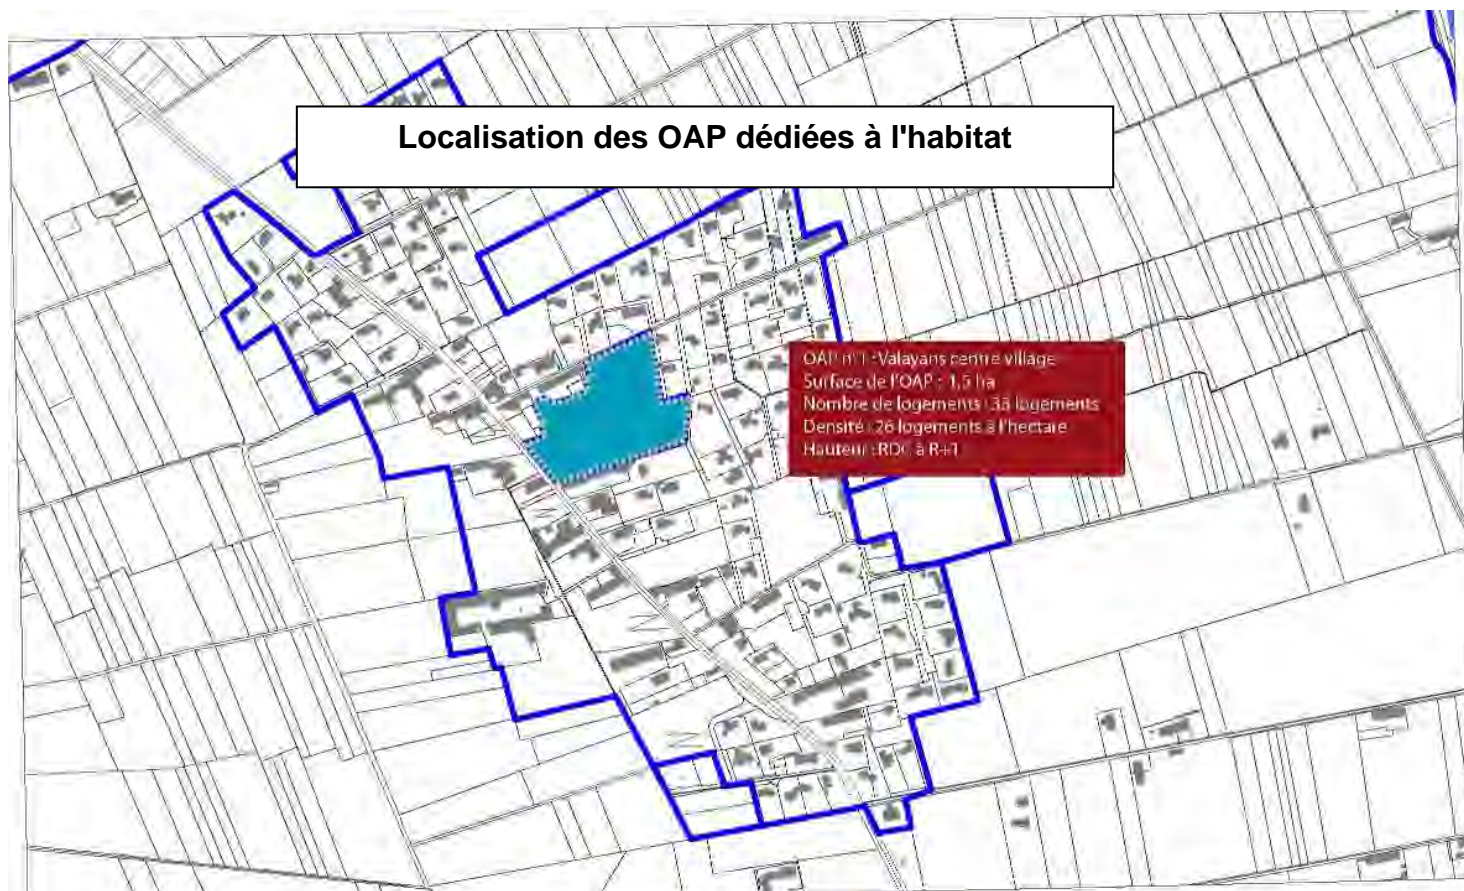 Localisation des OAP dédiées à l'habitat
OAP n°1 : Valayans centre village
Surface de l'OAP : 1,5 ha
Nombre de logements : 33 logements
Densité : 26 logements à l'hectare
Hauteur : RDC à R+1